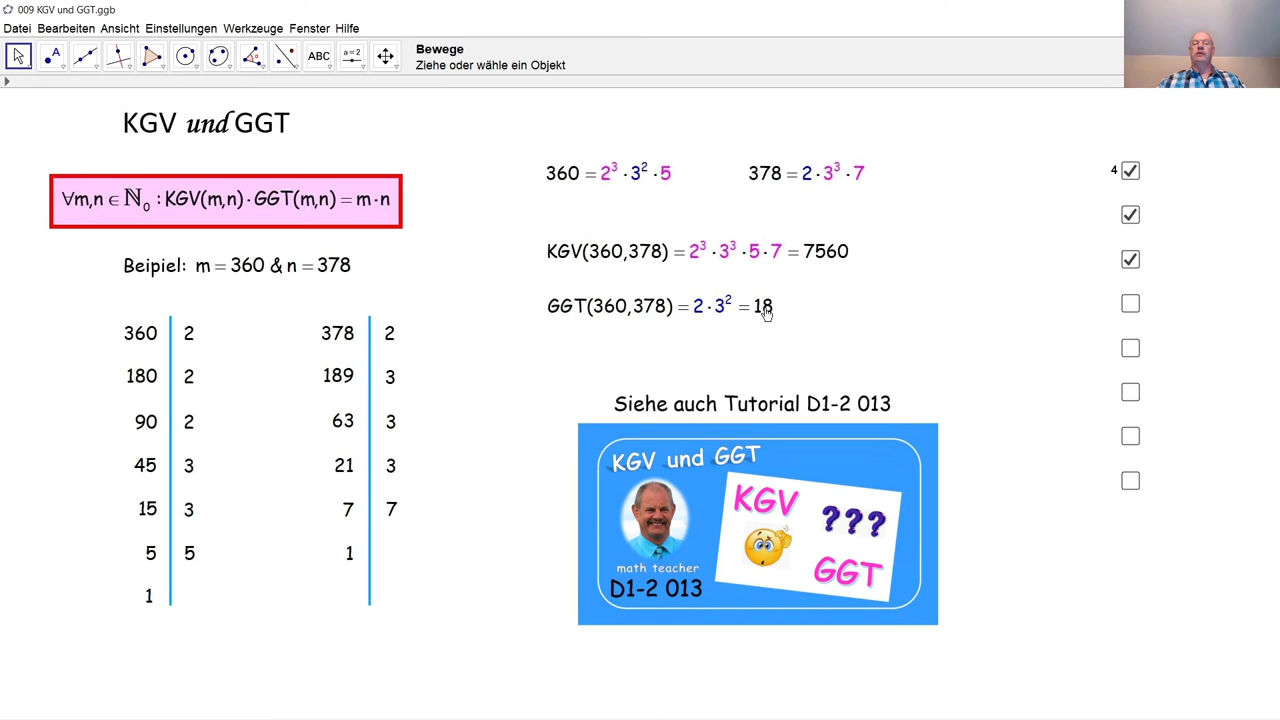 009 KGV und GGT.ggb
Datei Bearbeiten Ansicht Einstellungen Werkzeuge Fenster Hilfe
A ABC a=2
Bewege
Ziehe oder wähle ein Objekt
KGV und GGT
∀m,n ∈ ℕ₀ : KGV(m,n) · GGT(m,n) = m · n
Beipiel: m = 360 & n = 378
360 2 378 2
180 2 189 3
90 2 63 3
45 3 21 3
15 3 7 7
5 5 1
1
360 = 2³ · 3² · 5 378 = 2 · 3³ · 7
KGV(360,378) = 2³ · 3³ · 5 · 7 = 7560
GGT(360,378) = 2 · 3² = 18
4
Siehe auch Tutorial D1-2 013
KGV und GGT
KGV
???
GGT
math teacher
D1-2 013